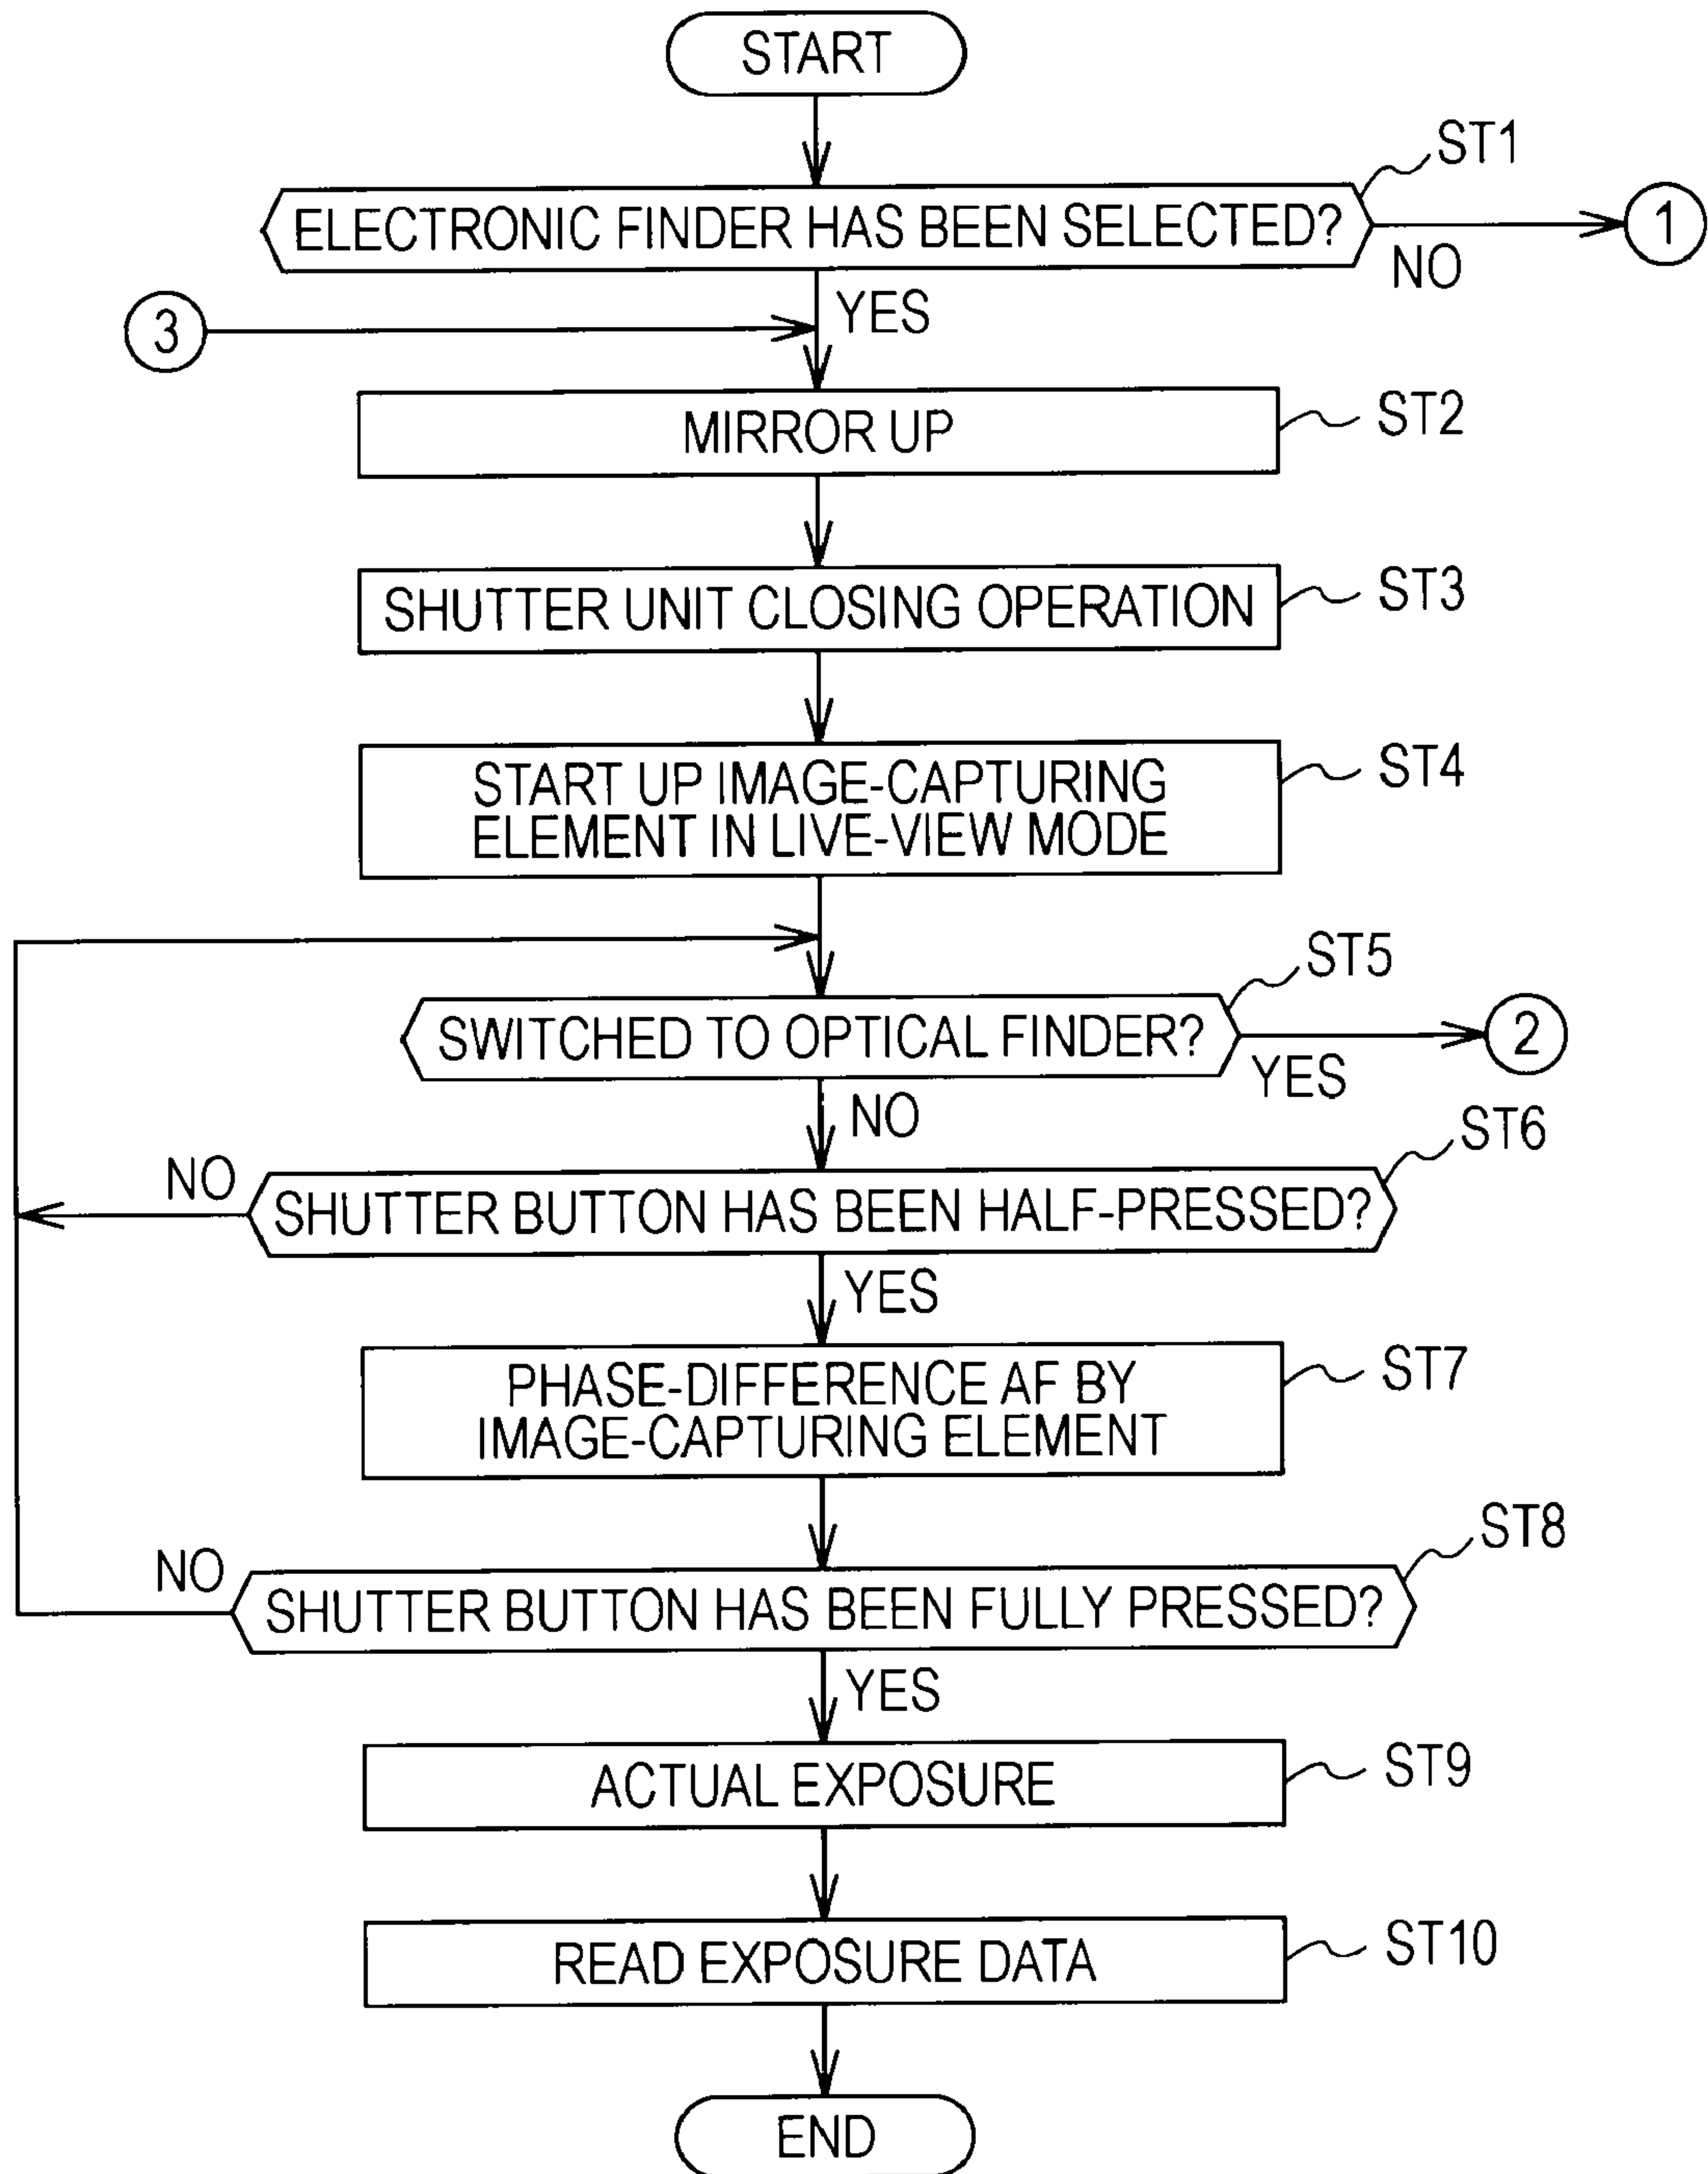 START
ST1
ELECTRONIC FINDER HAS BEEN SELECTED?
1
NO
YES
3
MIRROR UP
ST2
SHUTTER UNIT CLOSING OPERATION
ST3
START UP IMAGE-CAPTURING
ELEMENT IN LIVE-VIEW MODE
ST4
ST5
SWITCHED TO OPTICAL FINDER?
2
YES
NO
ST6
NO
SHUTTER BUTTON HAS BEEN HALF-PRESSED?
YES
PHASE-DIFFERENCE AF BY
IMAGE-CAPTURING ELEMENT
ST7
ST8
NO
SHUTTER BUTTON HAS BEEN FULLY PRESSED?
YES
ACTUAL EXPOSURE
ST9
READ EXPOSURE DATA
ST10
END